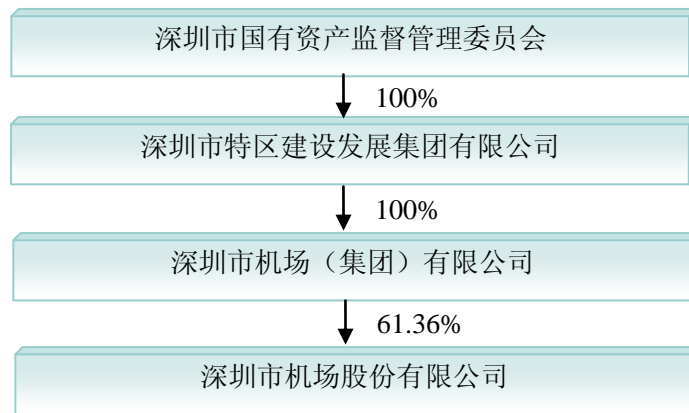 深圳市国有资产监督管理委员会
100%
深圳市特区建设发展集团有限公司
100%
深圳市机场（集团）有限公司
61.36%
深圳市机场股份有限公司